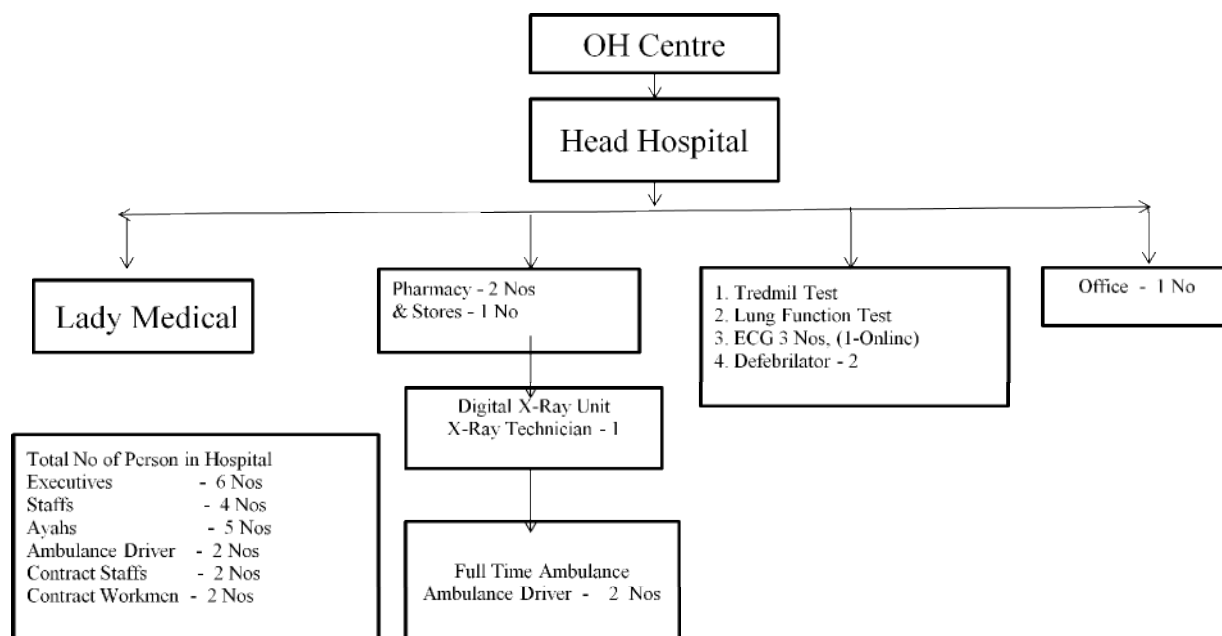 OH Centre
Head Hospital
Lady Medical
Pharmacy - 2 Nos
& Stores - 1 No
1. Tredmil Test
2. Lung Function Test
3. ECG 3 Nos, (1-Online)
4. Defebrilator - 2
Office - 1 No
Digital X-Ray Unit
X-Ray Technician - 1
Total No of Person in Hospital
Executives - 6 Nos
Staffs - 4 Nos
Ayahs - 5 Nos
Ambulance Driver - 2 Nos
Contract Staffs - 2 Nos
Contract Workmen - 2 Nos
Full Time Ambulance
Ambulance Driver - 2 Nos